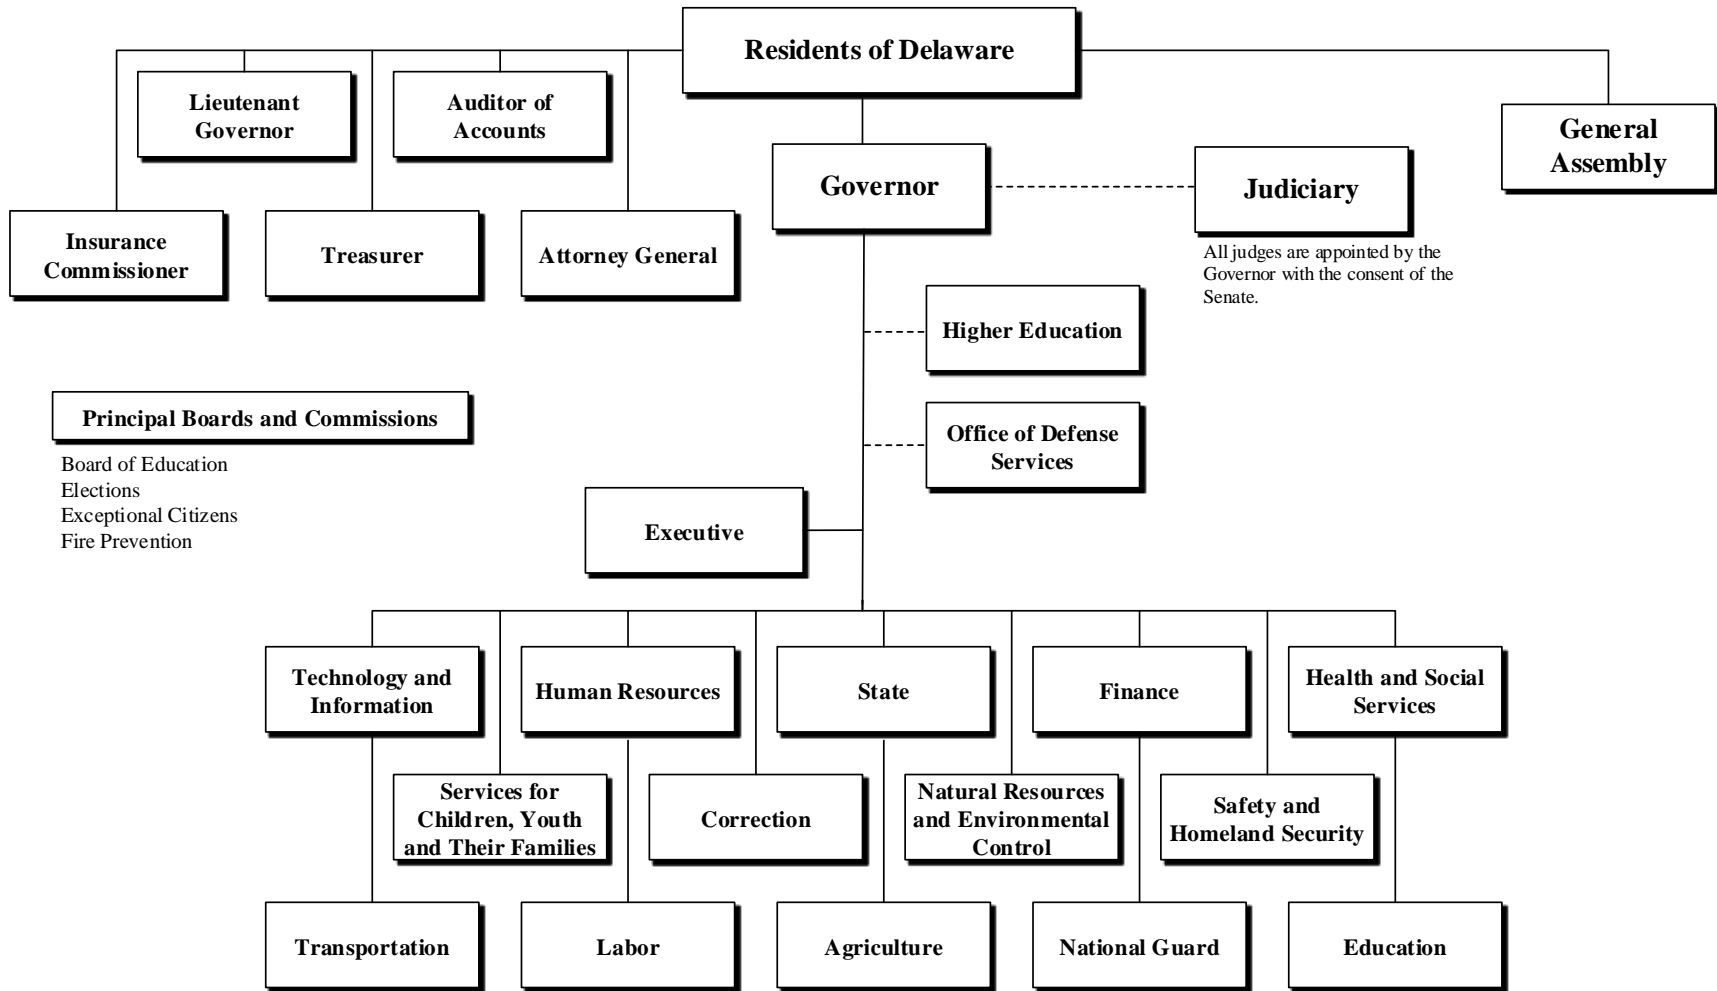 Residents of Delaware
Lieutenant
Governor
Auditor of
Accounts
General
Assembly
Governor
Judiciary
All judges are appointed by the
Governor with the consent of the
Senate.
Insurance
Commissioner
Treasurer
Attorney General
Higher Education
Principal Boards and Commissions
Board of Education
Elections
Exceptional Citizens
Fire Prevention
Office of Defense
Services
Executive
Technology and
Information
Human Resources
State
Finance
Health and Social
Services
Services for
Children, Youth
and Their Families
Correction
Natural Resources
and Environmental
Control
Safety and
Homeland Security
Transportation
Labor
Agriculture
National Guard
Education